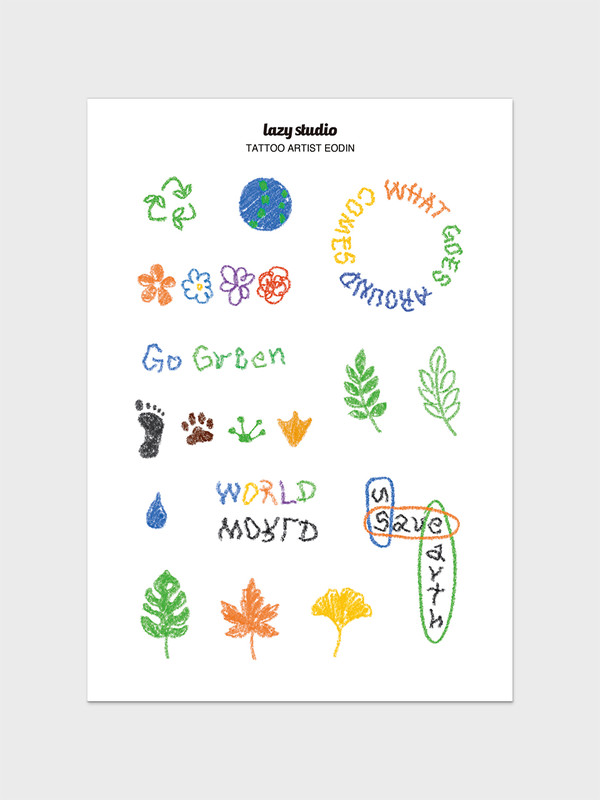 lazy studio
TATTOO ARTIST EODIN
WHAT GOES AROUND COMES
Go Green
WORLD
WORLD
s
save
earth